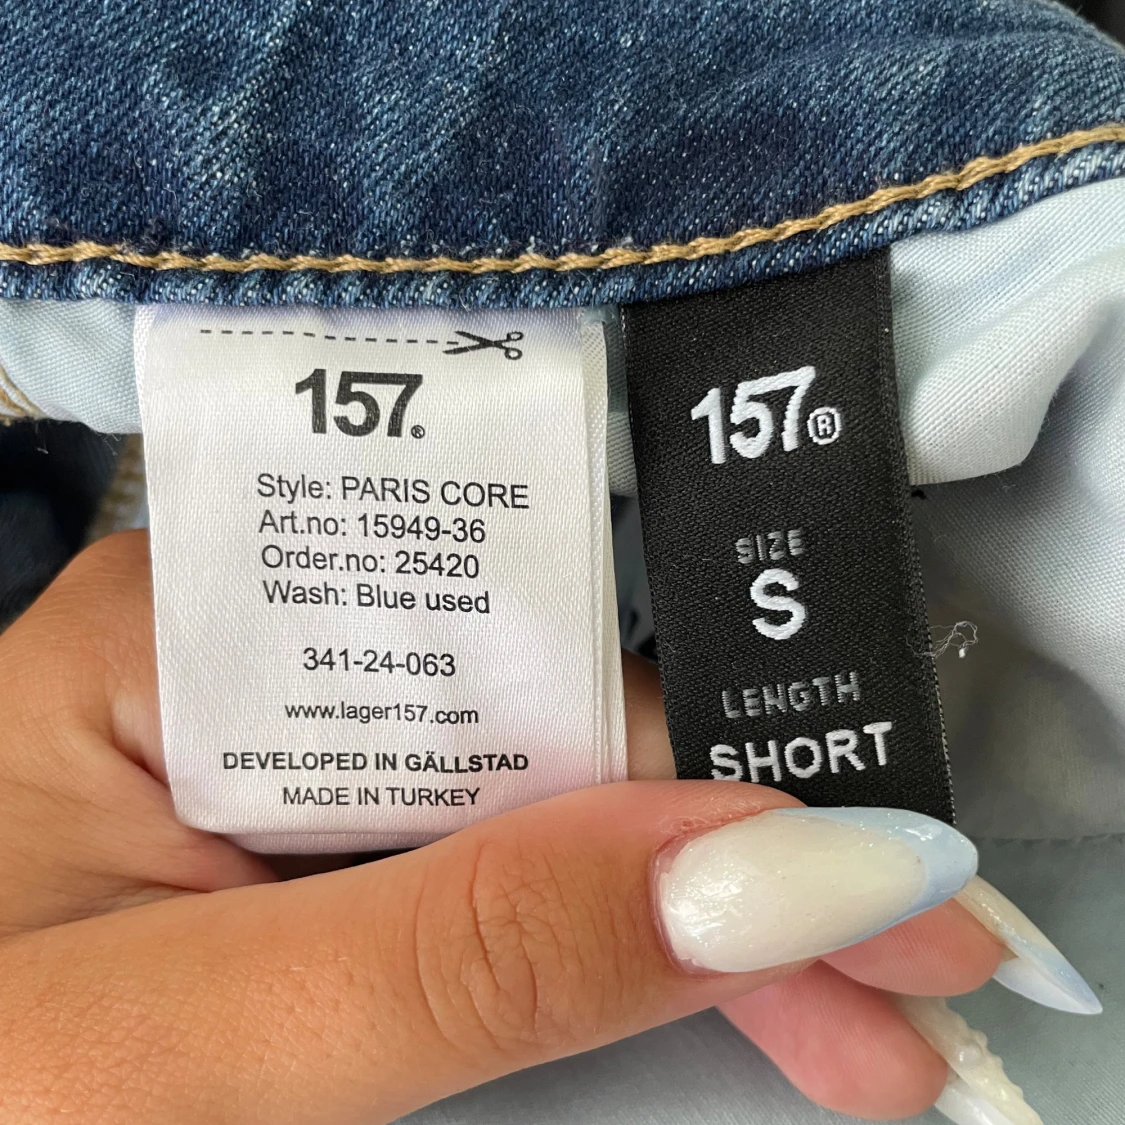 157®
Style: PARIS CORE
Art.no: 15949-36
Order.no: 25420
Wash: Blue used
341-24-063
www.lager157.com
DEVELOPED IN GÄLLSTAD
MADE IN TURKEY
157®
SIZE
S
LENGTH
SHORT